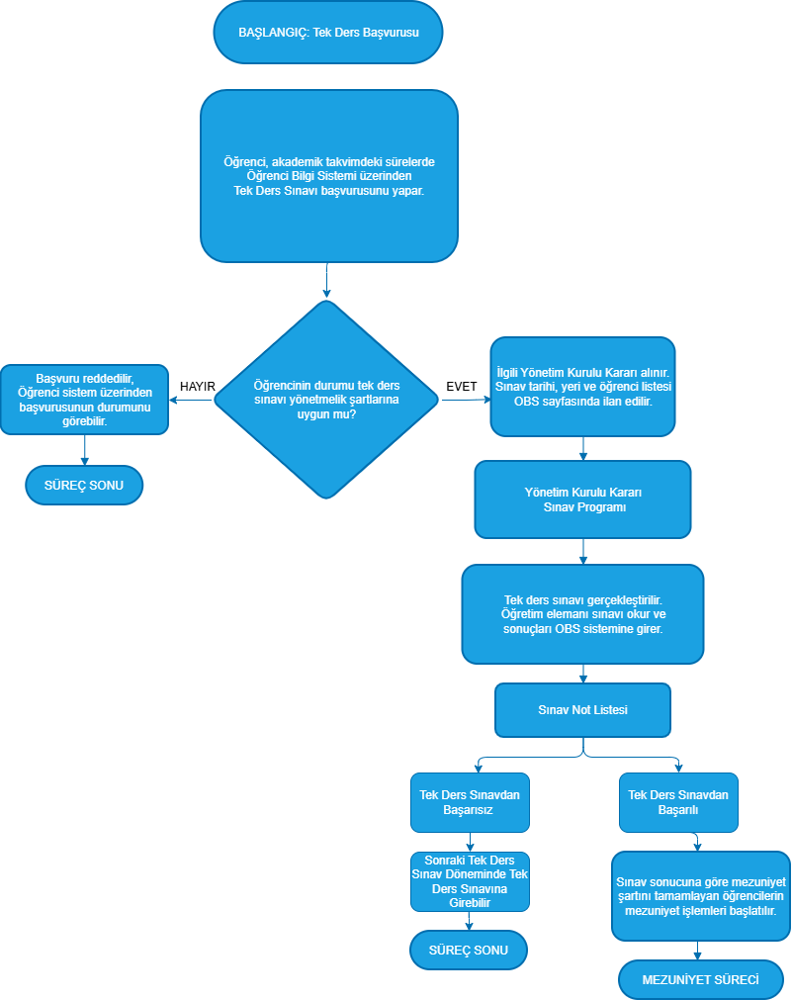 BAŞLANGIÇ: Tek Ders Başvurusu
Öğrenci, akademik takvimdeki sürelerde
Öğrenci Bilgi Sistemi üzerinden
Tek Ders Sınavı başvurusunu yapar.
Öğrencinin durumu tek ders
sınavı yönetmelik şartlarına
uygun mu?
HAYIR
Başvuru reddedilir,
Öğrenci sistem üzerinden
başvurusunun durumunu
görebilir.
SÜREÇ SONU
EVET
İlgili Yönetim Kurulu Kararı alınır.
Sınav tarihi, yeri ve öğrenci listesi
OBS sayfasında ilan edilir.
Yönetim Kurulu Kararı
Sınav Programı
Tek ders sınavı gerçekleştirilir.
Öğretim elemanı sınavı okur ve
sonuçları OBS sistemine girer.
Sınav Not Listesi
Tek Ders Sınavdan
Başarısız
Sonraki Tek Ders
Sınav Döneminde Tek
Ders Sınavına
Girebilir
SÜREÇ SONU
Tek Ders Sınavdan
Başarılı
Sınav sonucuna göre mezuniyet
şartını tamamlayan öğrencilerin
mezuniyet işlemleri başlatılır.
MEZUNİYET SÜRECİ